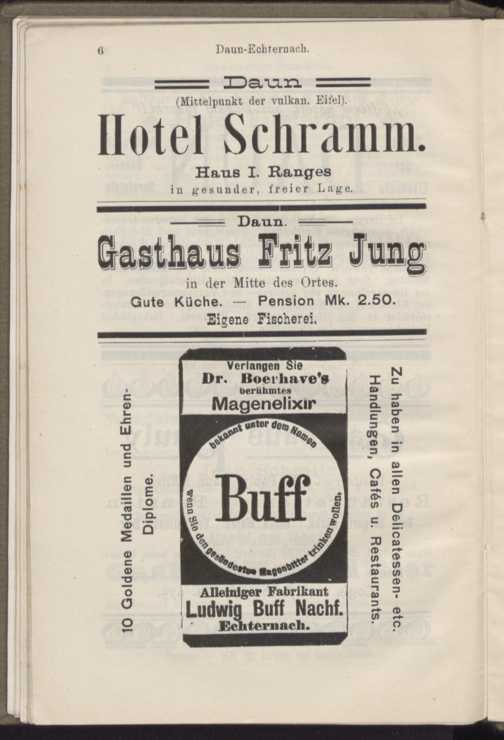 6
Daun-Echternach.
Daun
(Mittelpunkt der vulkan. Eifel).
Hotel Schramm.
Haus I. Ranges
in gesunder, freier Lage.
Daun.
Gasthaus Fritz Jung
in der Mitte des Ortes.
Gute Küche. — Pension Mk. 2.50.
Eigene Fischerei.
10 Goldene Medaillen und Ehren-
Diplome.
Verlangen Sie
Dr. Boerhave's
berühmtes
Magenelixir
bekannt unter dem Namen
Buff
wenn Sie den gesündesten Magenbitter trinken wollen.
Alleiniger Fabrikant
Ludwig Buff Nachf.
Echternach.
Zu haben in allen Delicatessen- etc.
Handlungen, Cafés u. Restaurants.